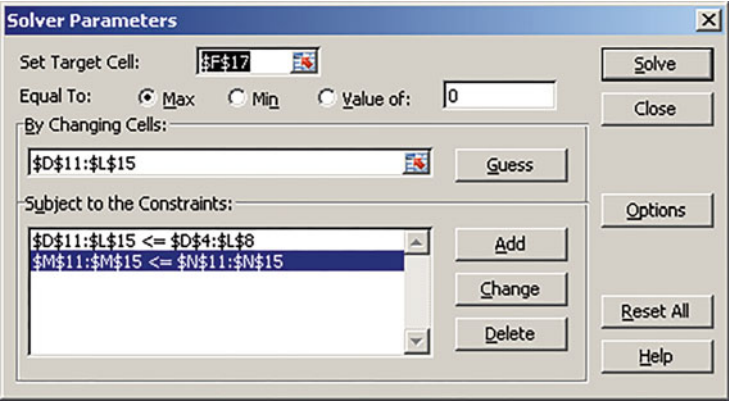 Solver Parameters
Set Target Cell: $F$17 Solve
Equal To: Max Min Value of: 0 Close
By Changing Cells:
$D$11:$L$15 Guess
Subject to the Constraints: Options
$D$11:$L$15 <= $D$4:$L$8 Add
$M$11:$M$15 <= $N$11:$N$15
Change
Reset All
Delete
Help